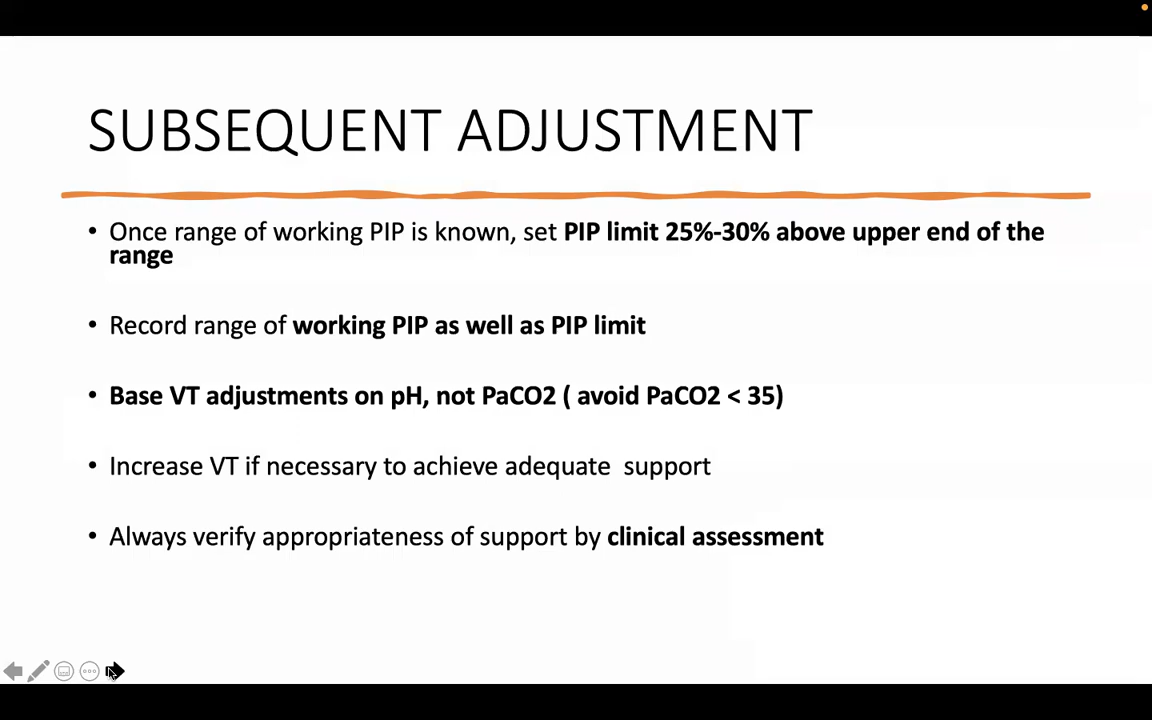 SUBSEQUENT ADJUSTMENT
• Once range of working PIP is known, set PIP limit 25%-30% above upper end of the
range
• Record range of working PIP as well as PIP limit
• Base VT adjustments on pH, not PaCO2 ( avoid PaCO2 < 35)
• Increase VT if necessary to achieve adequate  support
• Always verify appropriateness of support by clinical assessment